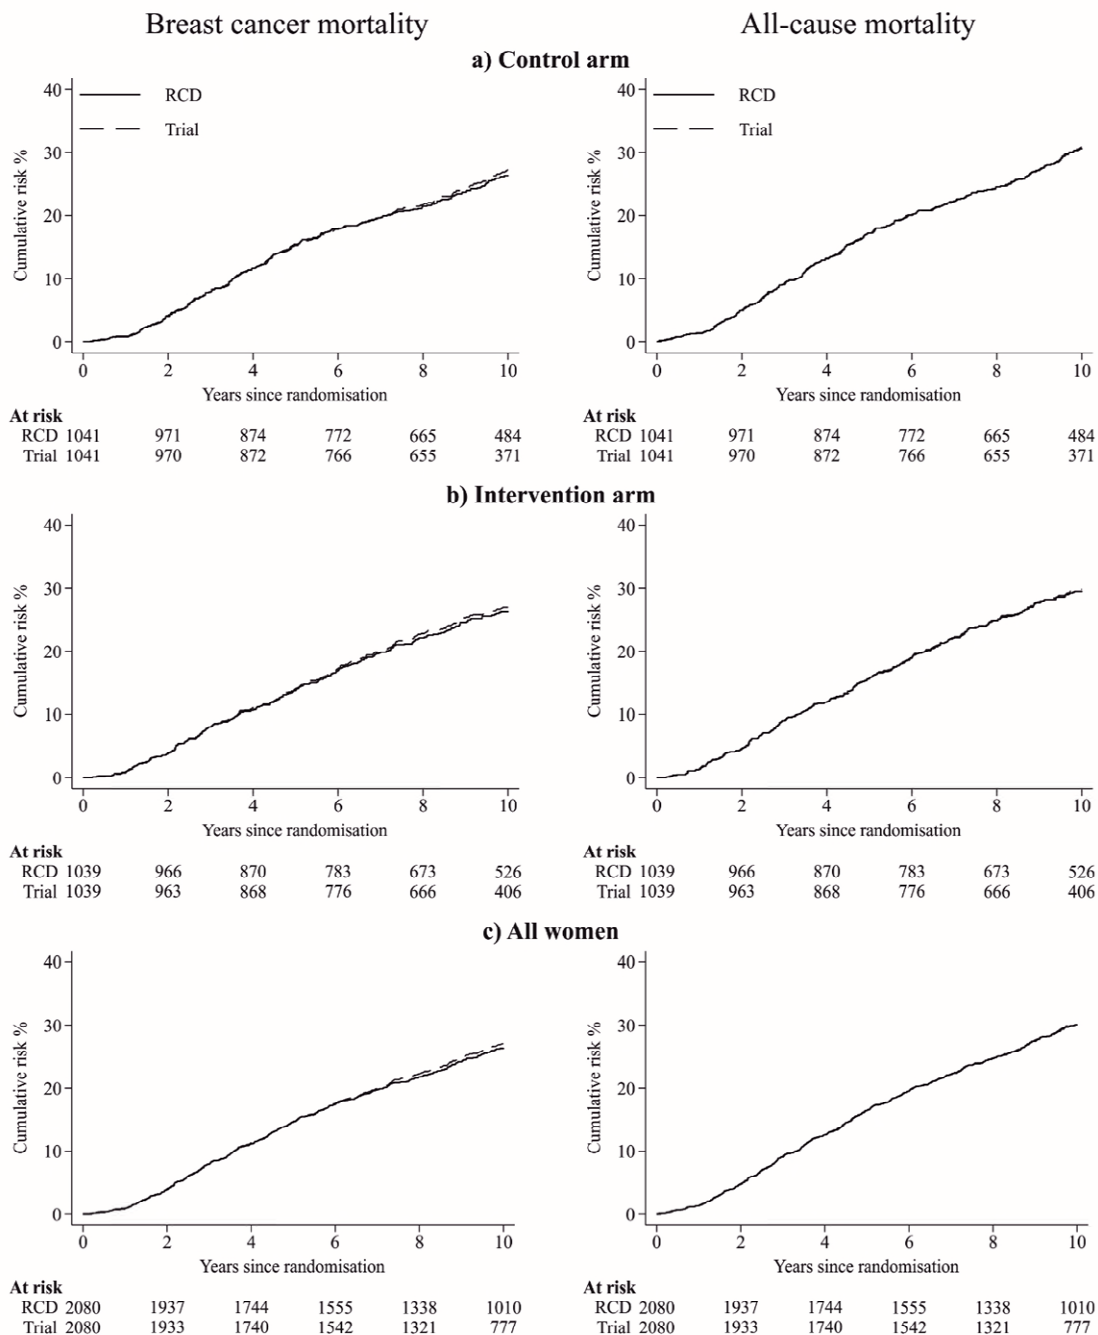 Breast cancer mortality All-cause mortality
a) Control arm
40 30 20 10 0
Cumulative risk %
RCD
Trial
0 2 4 6 8 10
Years since randomisation
At risk
RCD 1041 971 874 772 665 484
Trial 1041 970 872 766 655 371
40 30 20 10 0
Cumulative risk %
RCD
Trial
0 2 4 6 8 10
Years since randomisation
At risk
RCD 1041 971 874 772 665 484
Trial 1041 970 872 766 655 371
b) Intervention arm
40 30 20 10 0
Cumulative risk %
0 2 4 6 8 10
Years since randomisation
At risk
RCD 1039 966 870 783 673 526
Trial 1039 963 868 776 666 406
40 30 20 10 0
Cumulative risk %
0 2 4 6 8 10
Years since randomisation
At risk
RCD 1039 966 870 783 673 526
Trial 1039 963 868 776 666 406
c) All women
40 30 20 10 0
Cumulative risk %
0 2 4 6 8 10
Years since randomisation
At risk
RCD 2080 1937 1744 1555 1338 1010
Trial 2080 1933 1740 1542 1321 777
40 30 20 10 0
Cumulative risk %
0 2 4 6 8 10
Years since randomisation
At risk
RCD 2080 1937 1744 1555 1338 1010
Trial 2080 1933 1740 1542 1321 777